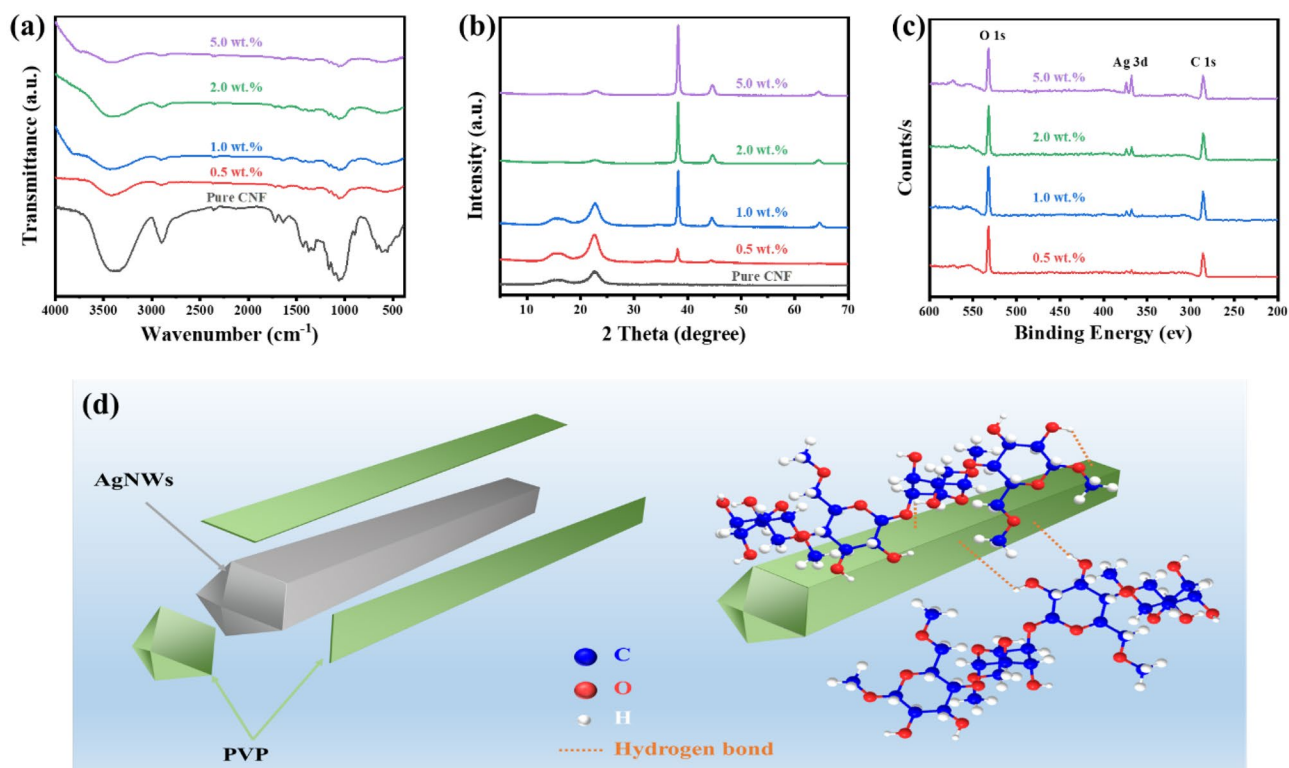 (a)
5.0 wt.%
2.0 wt.%
1.0 wt.%
0.5 wt.%
Pure CNF
Transmittance (a.u.)
4000 3500 3000 2500 2000 1500 1000 500
Wavenumber (cm⁻¹)
(b)
5.0 wt.%
2.0 wt.%
1.0 wt.%
0.5 wt.%
Pure CNF
Intensity (a.u.)
10 20 30 40 50 60 70
2 Theta (degree)
(c)
O 1s
Ag 3d
C 1s
5.0 wt.%
2.0 wt.%
1.0 wt.%
0.5 wt.%
Counts/s
600 550 500 450 400 350 300 250 200
Binding Energy (ev)
(d)
AgNWs
PVP
C
O
H
Hydrogen bond